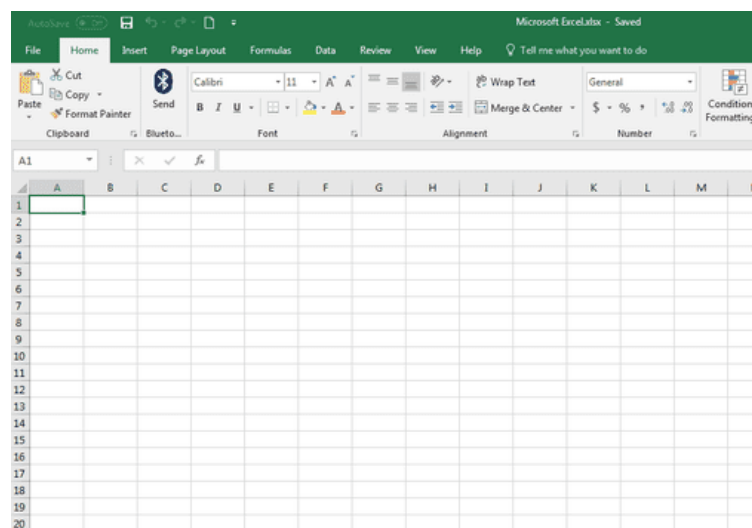 AutoSave Off Microsoft Excel.xlsx - Saved
File Home Insert Page Layout Formulas Data Review View Help Tell me what you want to do
Paste Cut Copy Format Painter Send Calibri 11 A A Wrap Text General Condition
B I U A Merge & Center $ % , Formatting
Clipboard Blueto... Font Alignment Number
A1 fx
A B C D E F G H I J K L M
1
2
3
4
5
6
7
8
9
10
11
12
13
14
15
16
17
18
19
20